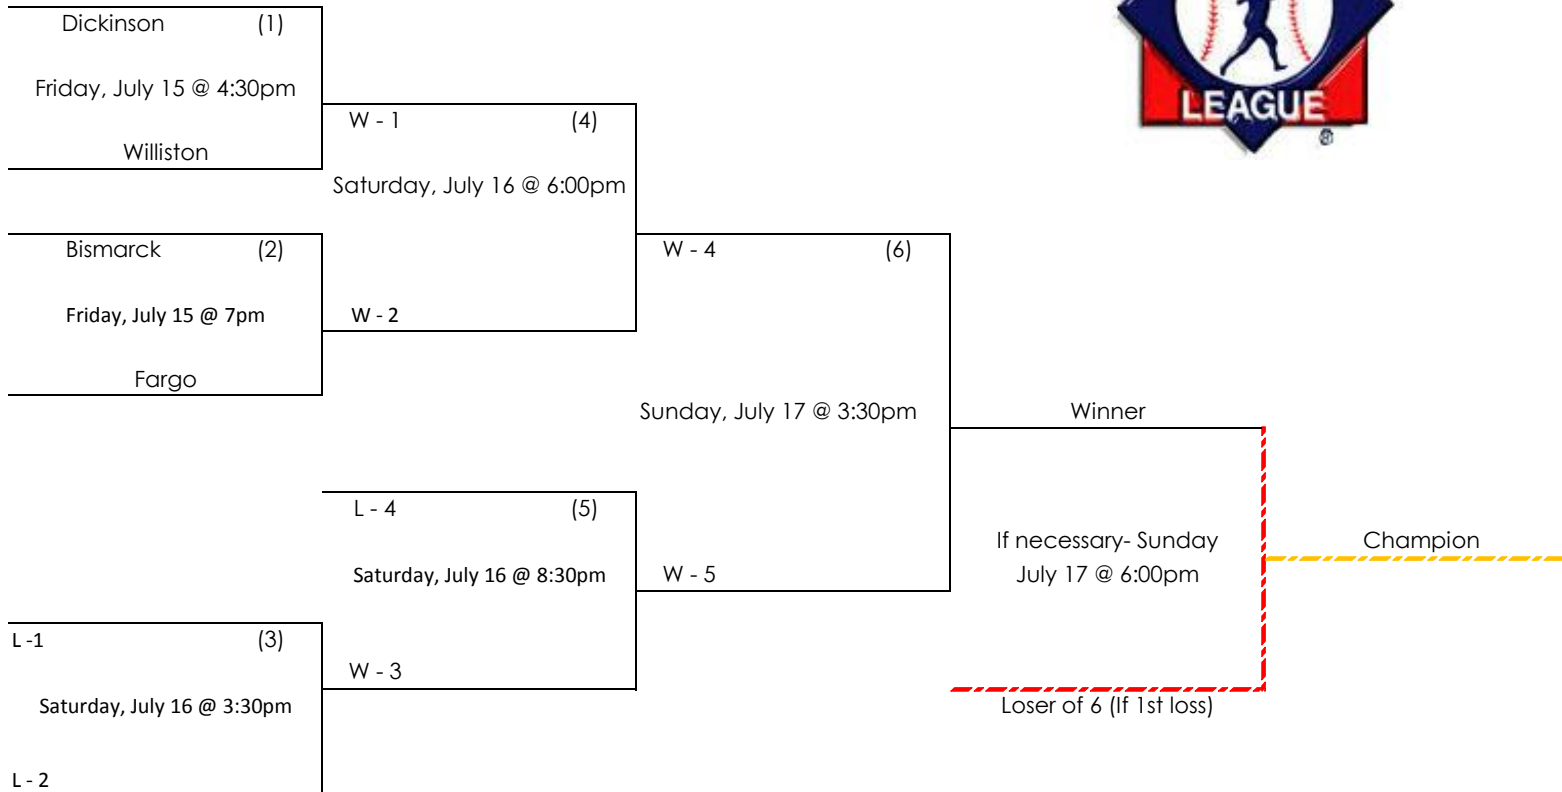 Dickinson (1)
Friday, July 15 @ 4:30pm
Williston
W - 1 (4)
Saturday, July 16 @ 6:00pm
Bismarck (2)
Friday, July 15 @ 7pm
Fargo
W - 2
W - 4 (6)
Sunday, July 17 @ 3:30pm
Winner
L - 4 (5)
Saturday, July 16 @ 8:30pm
W - 5
If necessary- Sunday
July 17 @ 6:00pm
Champion
L -1 (3)
Saturday, July 16 @ 3:30pm
L - 2
W - 3
Loser of 6 (If 1st loss)
LEAGUE
®